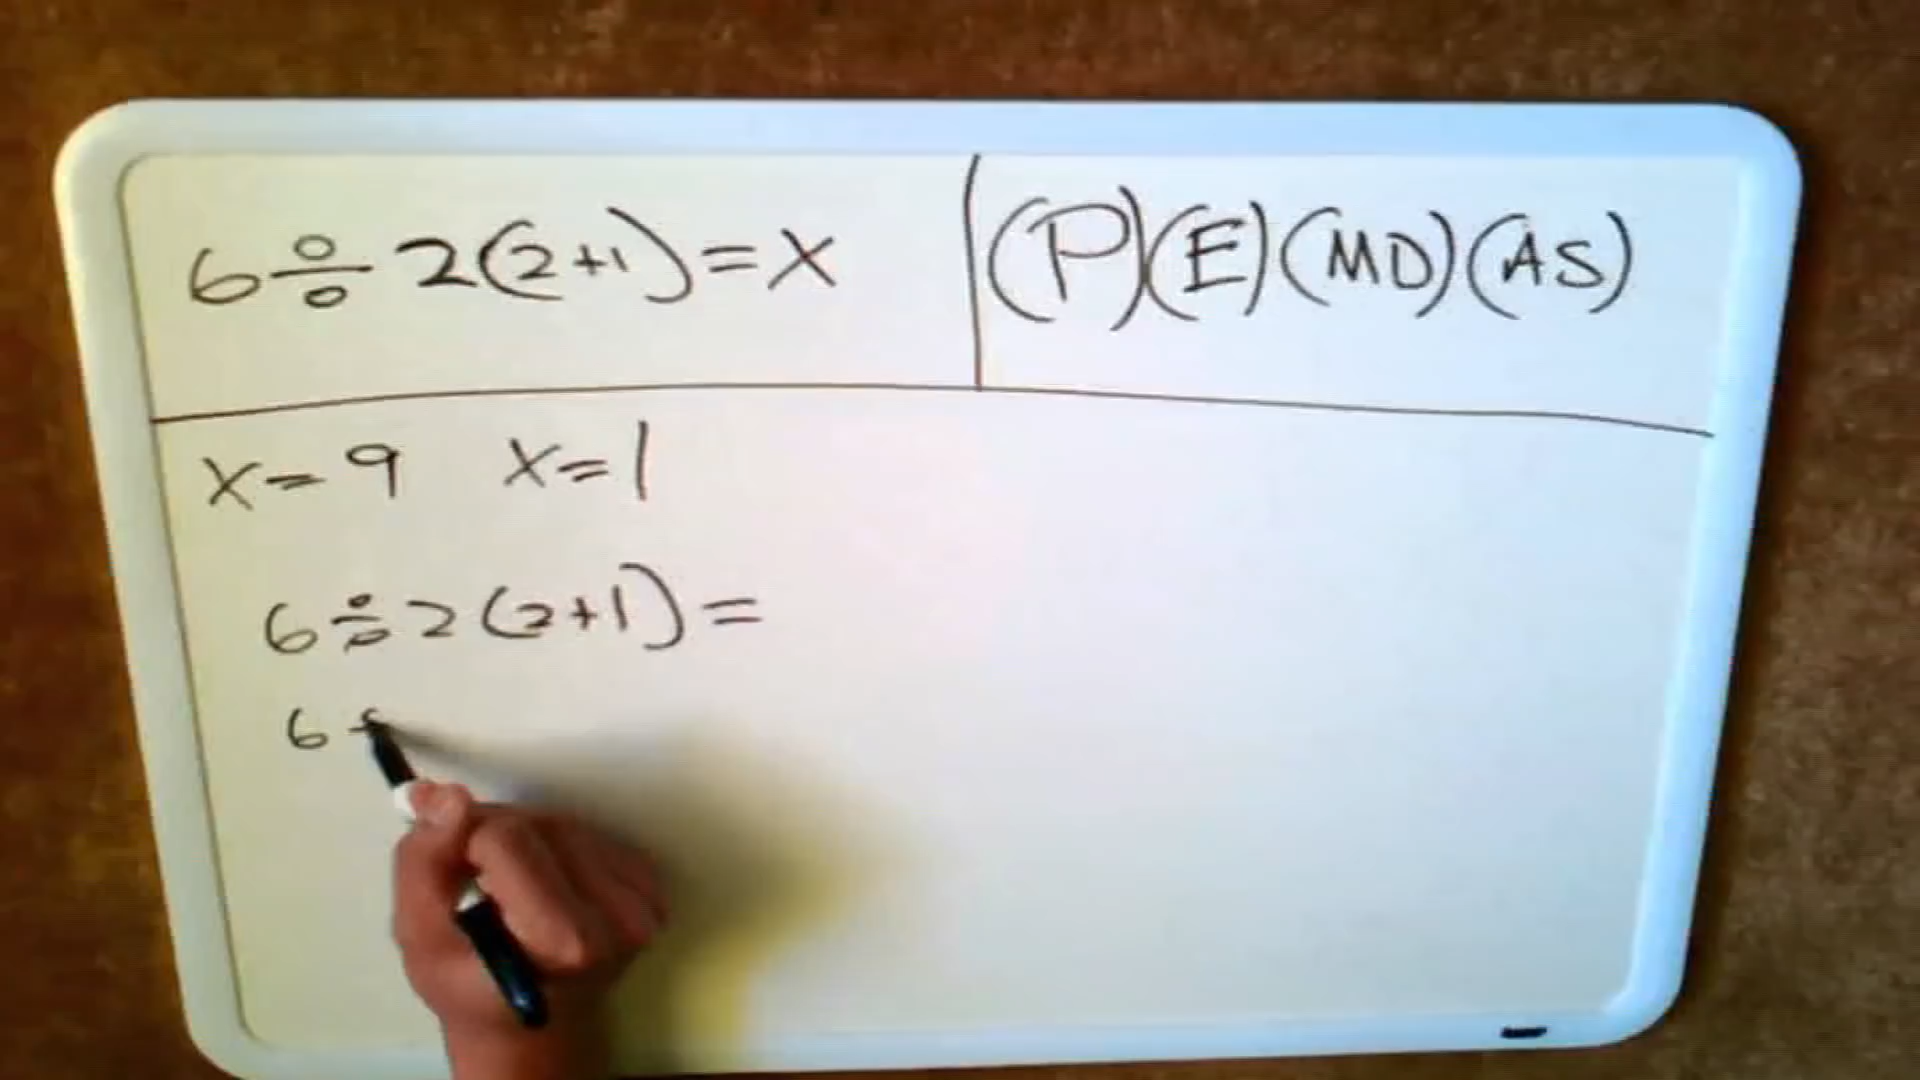 6 ÷ 2(2+1) = X
(P)(E)(MD)(AS)
X = 9 X = 1
6 ÷ 2(2+1) =
6 ÷